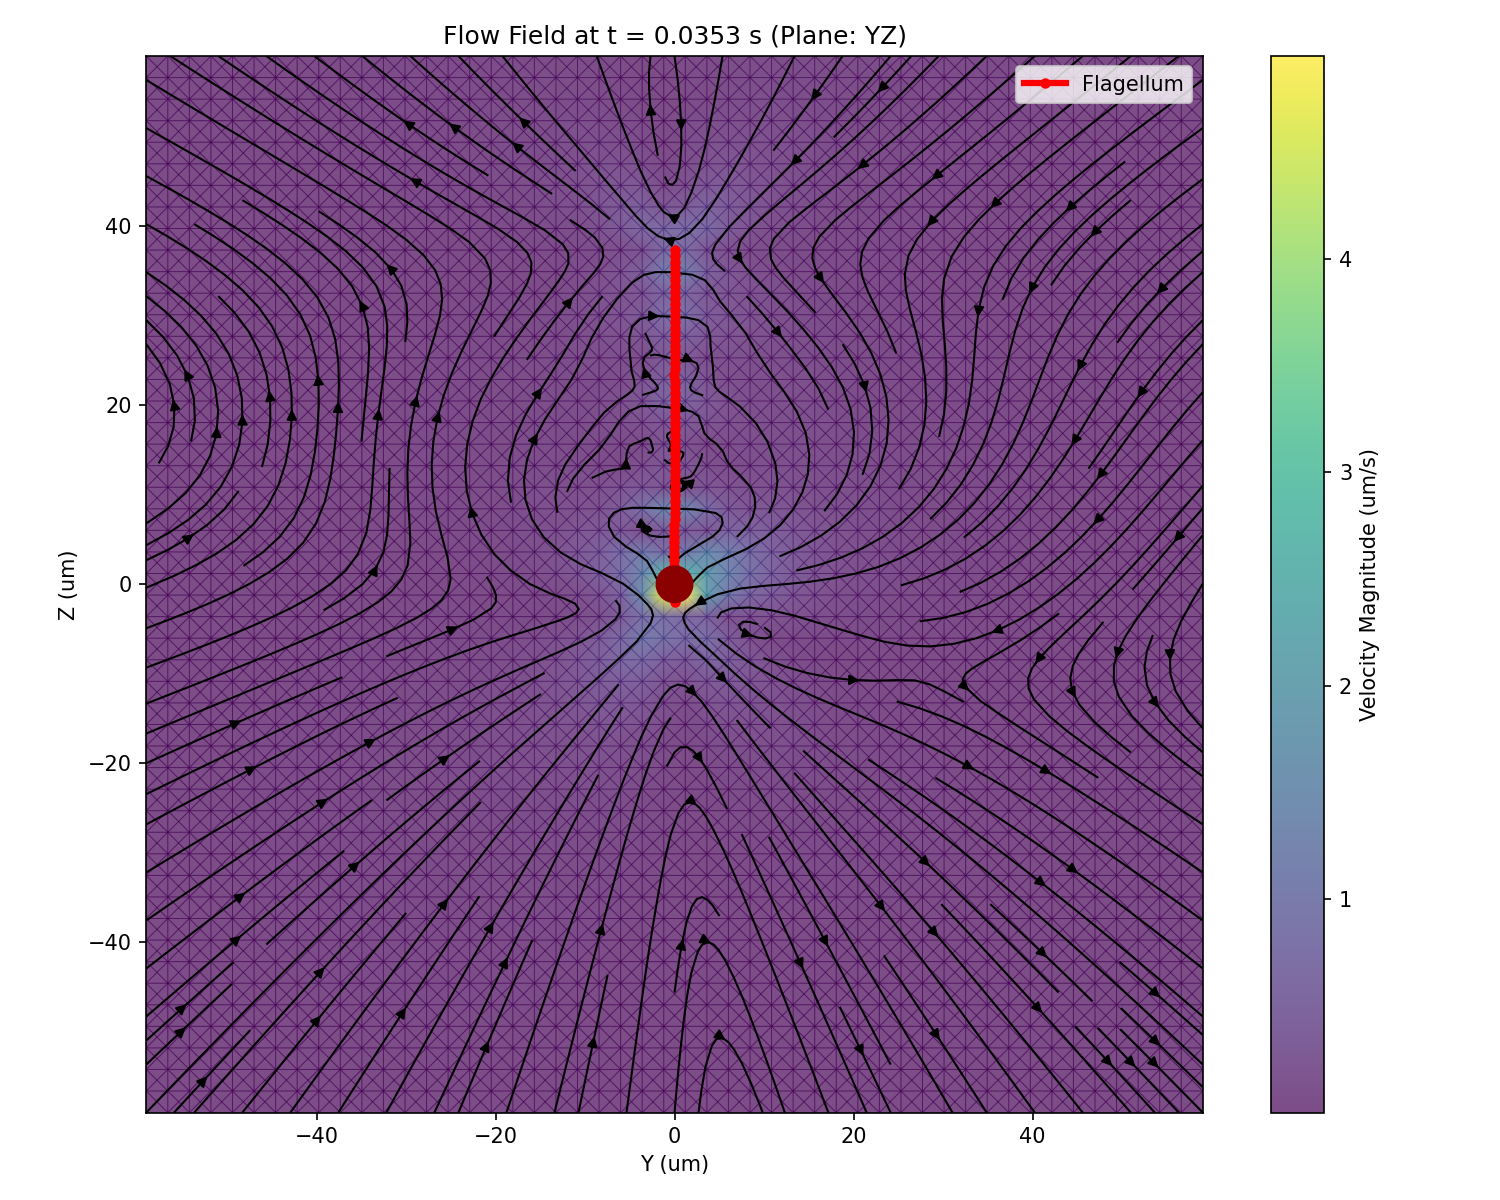 Flow Field at t = 0.0353 s (Plane: YZ)
Flagellum
40
20
0
−20
−40
Z (um)
−40
−20
0
20
40
Y (um)
4
3
2
1
Velocity Magnitude (um/s)